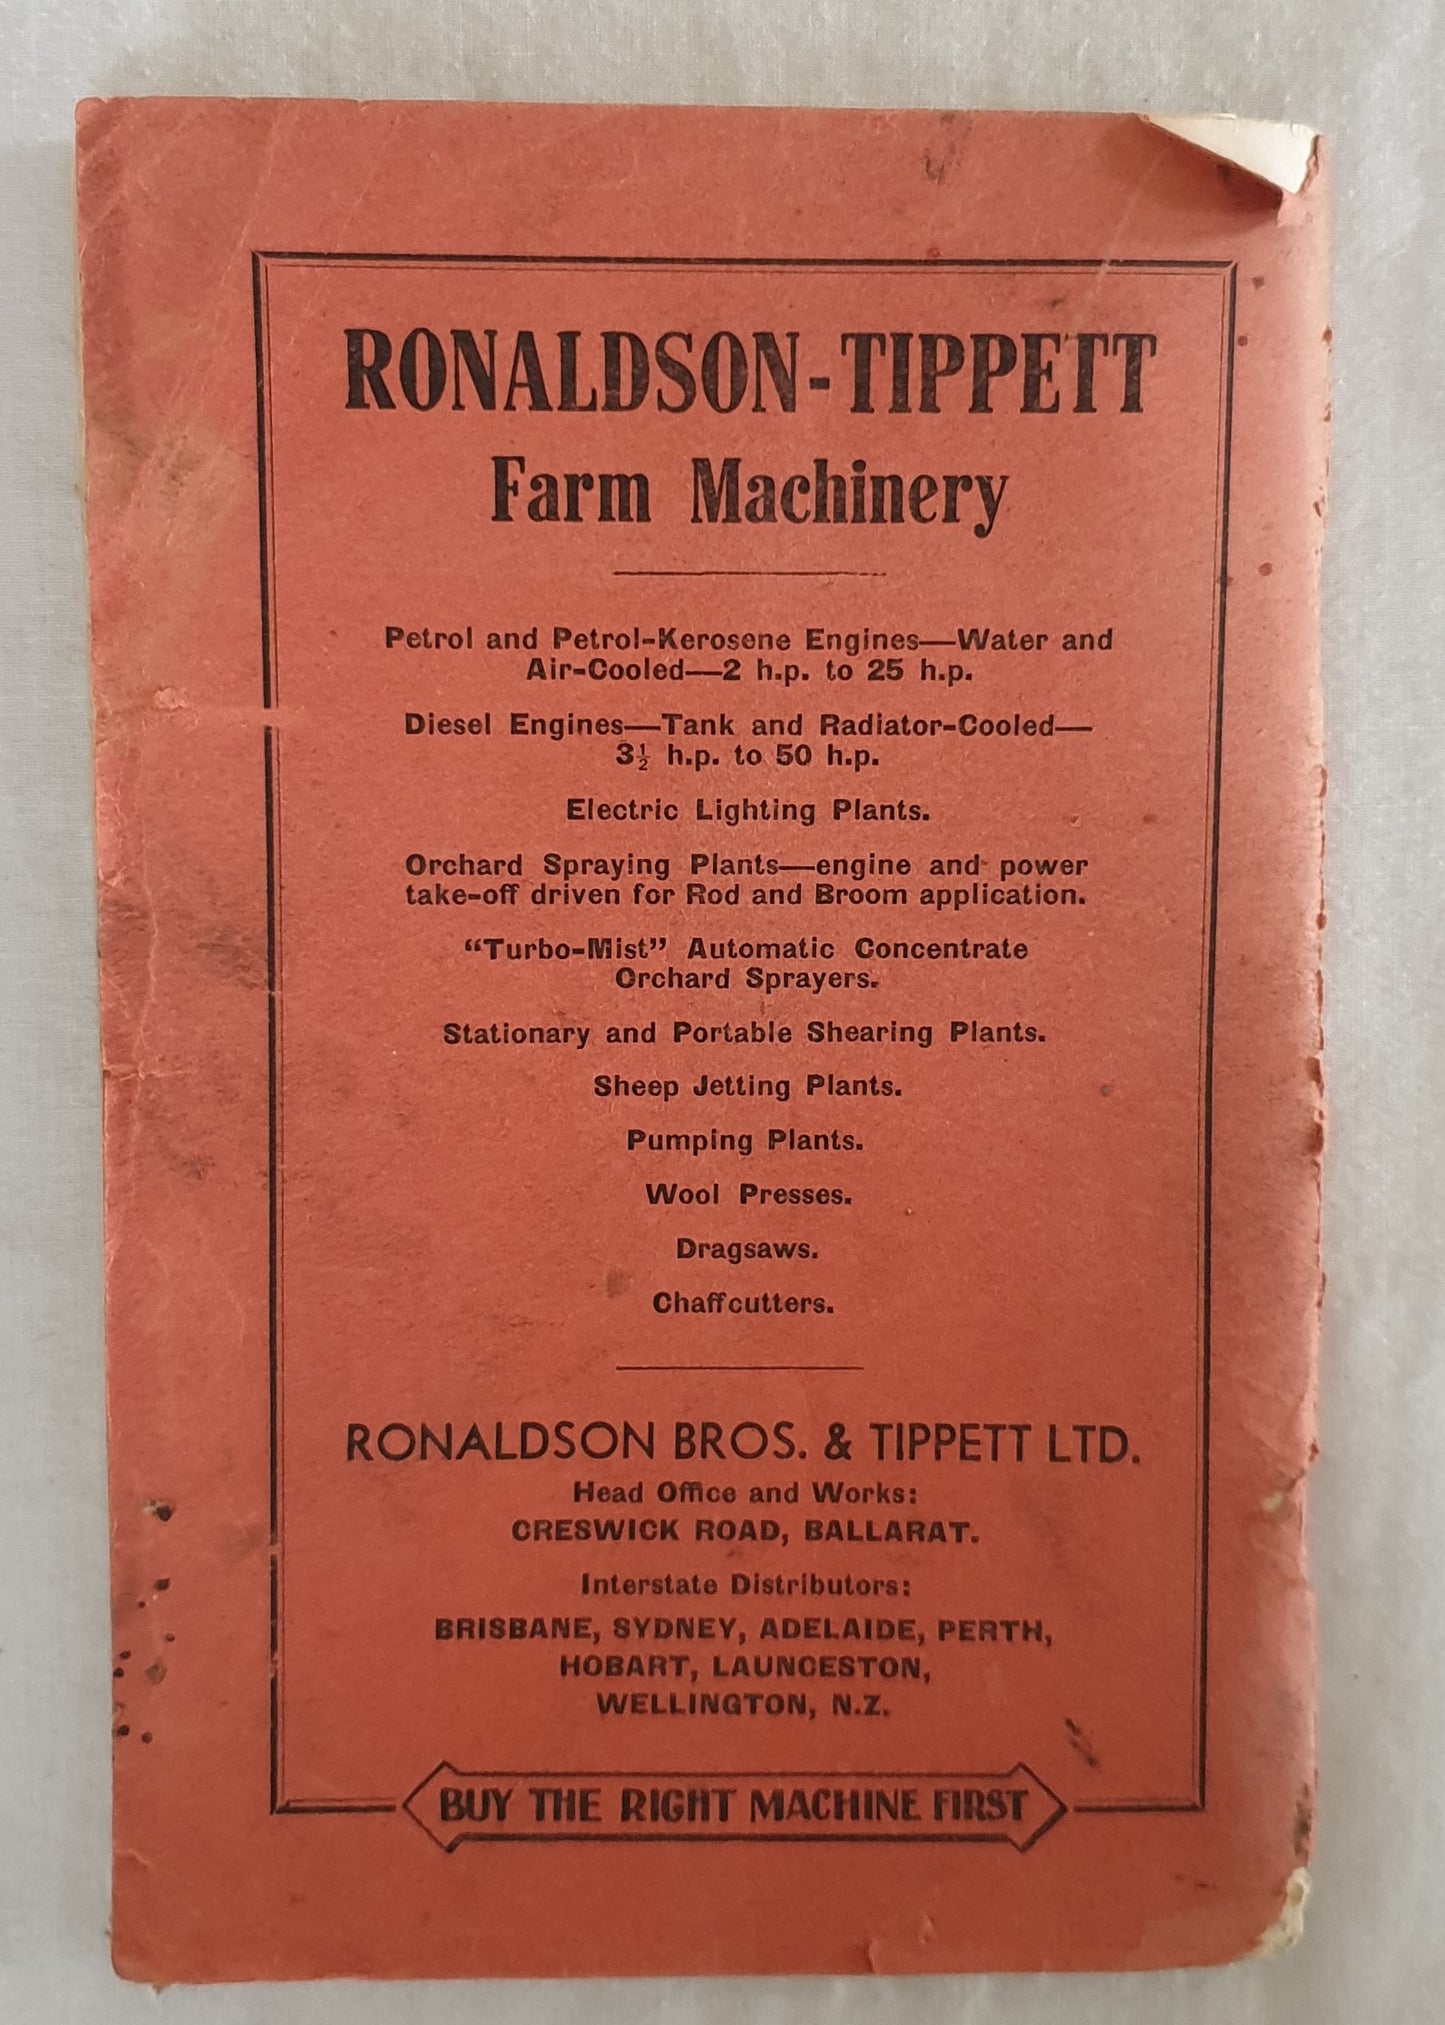 RONALDSON-TIPPETT
Farm Machinery
Petrol and Petrol-Kerosene Engines—Water and
Air-Cooled—2 h.p. to 25 h.p.
Diesel Engines—Tank and Radiator-Cooled—
3½ h.p. to 50 h.p.
Electric Lighting Plants.
Orchard Spraying Plants—engine and power
take-off driven for Rod and Broom application.
“Turbo-Mist” Automatic Concentrate
Orchard Sprayers.
Stationary and Portable Shearing Plants.
Sheep Jetting Plants.
Pumping Plants.
Wool Presses.
Dragsaws.
Chaffcutters.
RONALDSON BROS. & TIPPETT LTD.
Head Office and Works:
CRESWICK ROAD, BALLARAT.
Interstate Distributors:
BRISBANE, SYDNEY, ADELAIDE, PERTH,
HOBART, LAUNCESTON,
WELLINGTON, N.Z.
BUY THE RIGHT MACHINE FIRST